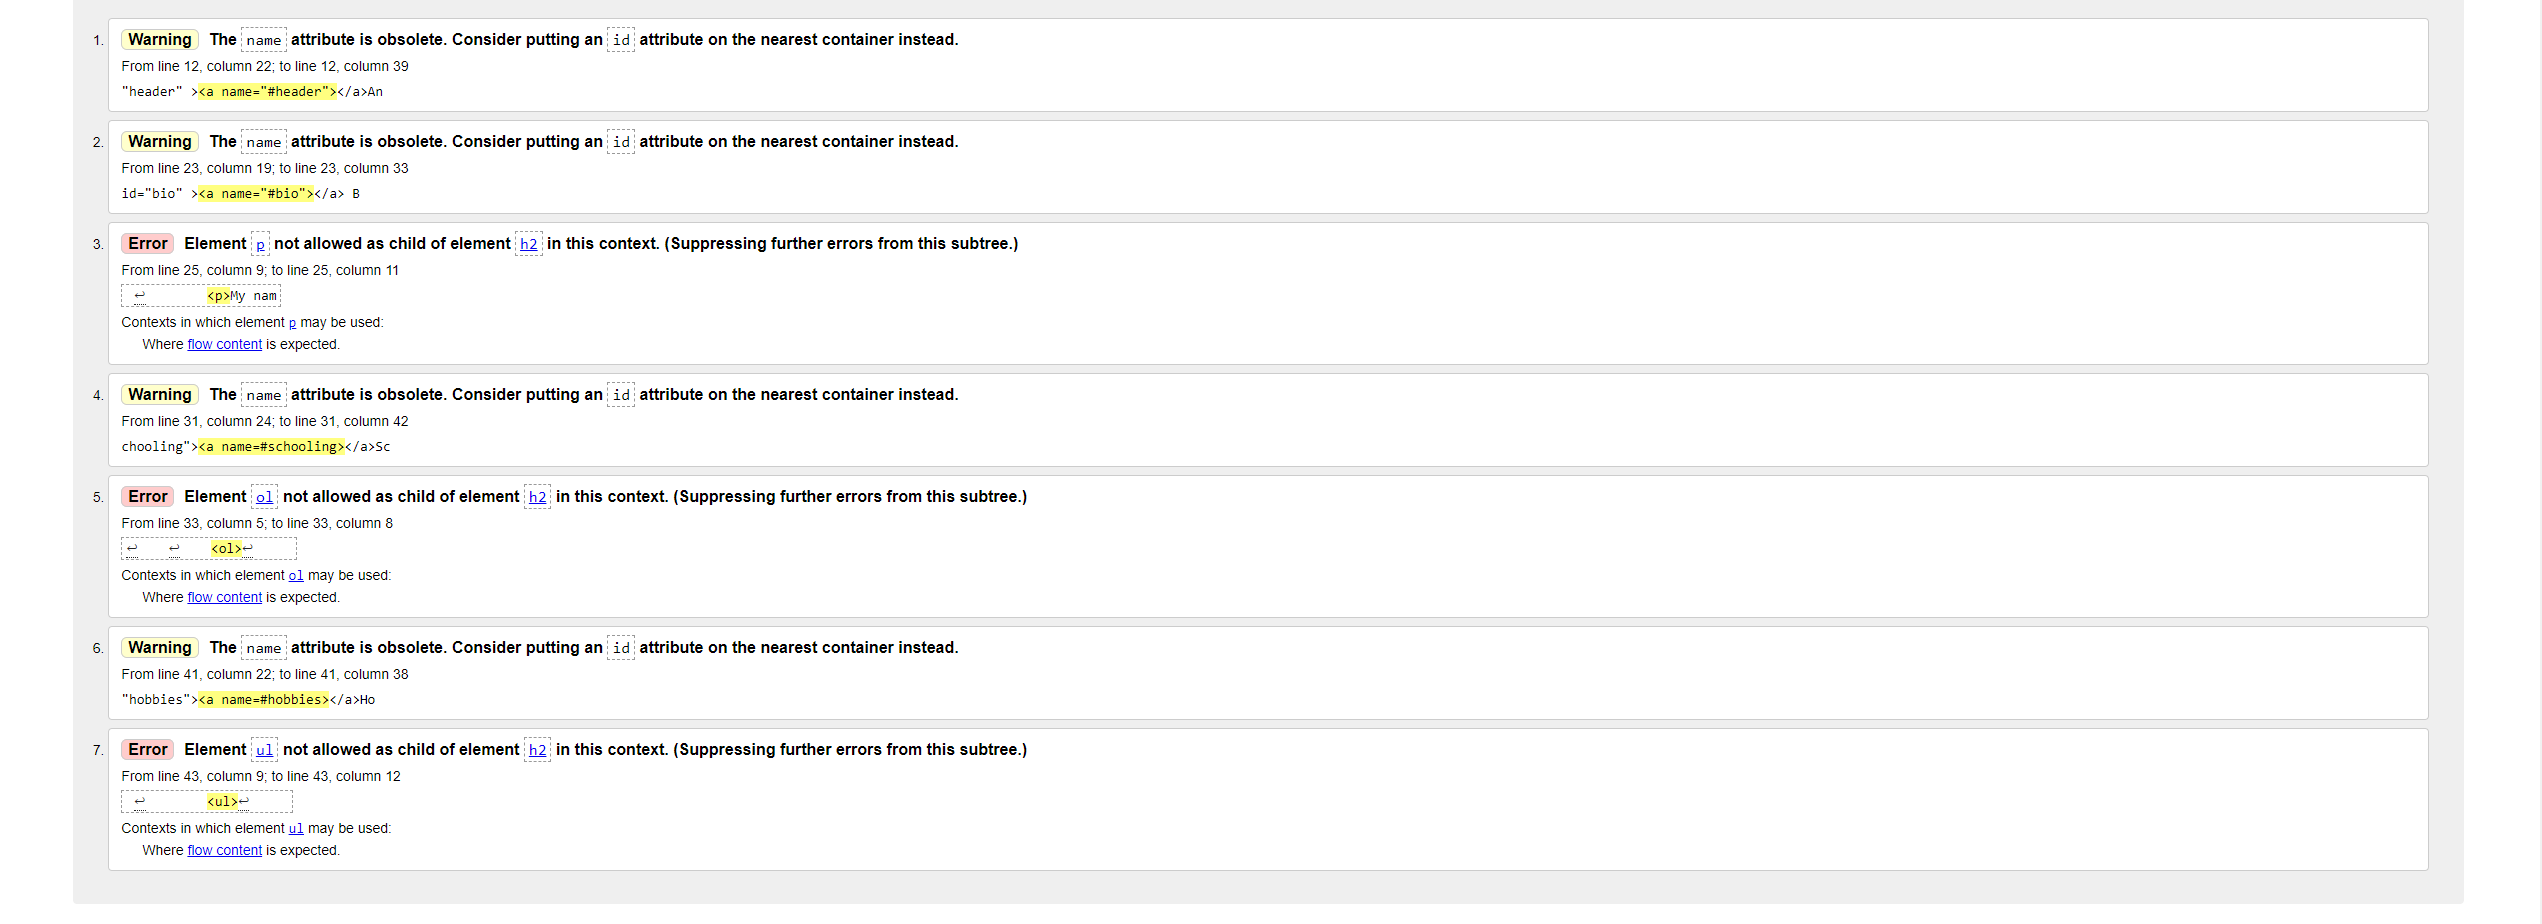 1. Warning The name attribute is obsolete. Consider putting an id attribute on the nearest container instead.
From line 12, column 22; to line 12, column 39
"header" ><a name="#header"></a>An
2. Warning The name attribute is obsolete. Consider putting an id attribute on the nearest container instead.
From line 23, column 19; to line 23, column 33
id="bio" ><a name="#bio"></a> B
3. Error Element p not allowed as child of element h2 in this context. (Suppressing further errors from this subtree.)
From line 25, column 9; to line 25, column 11
↩ <p>My nam
Contexts in which element p may be used:
Where flow content is expected.
4. Warning The name attribute is obsolete. Consider putting an id attribute on the nearest container instead.
From line 31, column 24; to line 31, column 42
chooling"><a name=#schooling></a>Sc
5. Error Element ol not allowed as child of element h2 in this context. (Suppressing further errors from this subtree.)
From line 33, column 5; to line 33, column 8
↩ ↩ <ol>↩
Contexts in which element ol may be used:
Where flow content is expected.
6. Warning The name attribute is obsolete. Consider putting an id attribute on the nearest container instead.
From line 41, column 22; to line 41, column 38
"hobbies"><a name=#hobbies></a>Ho
7. Error Element ul not allowed as child of element h2 in this context. (Suppressing further errors from this subtree.)
From line 43, column 9; to line 43, column 12
↩ <ul>↩
Contexts in which element ul may be used:
Where flow content is expected.